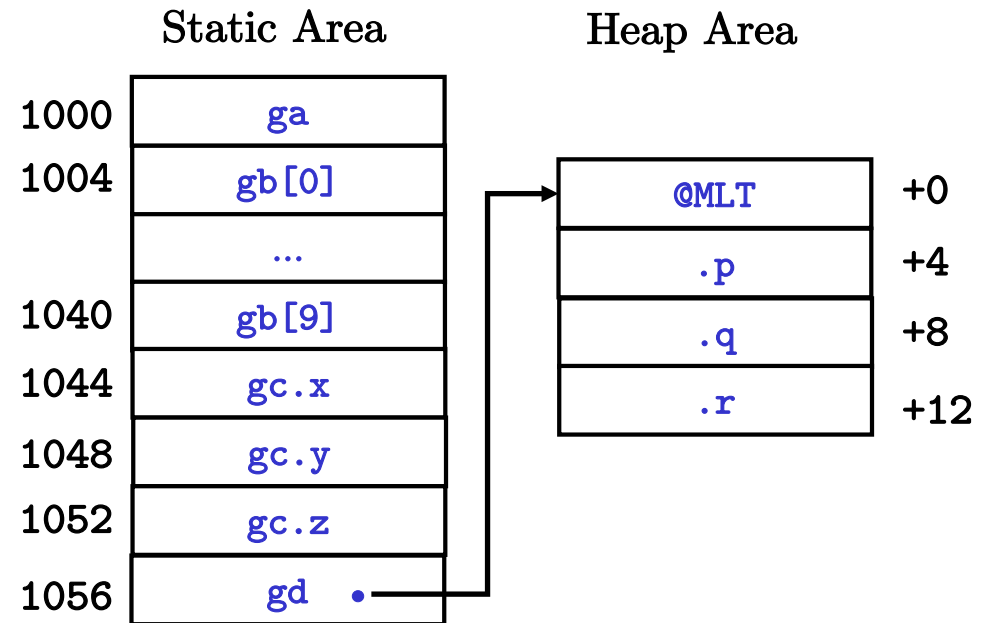 Static Area
Heap Area
1000 ga
1004 gb[0]
...
1040 gb[9]
1044 gc.x
1048 gc.y
1052 gc.z
1056 gd
@MLT +0
.p +4
.q +8
.r +12